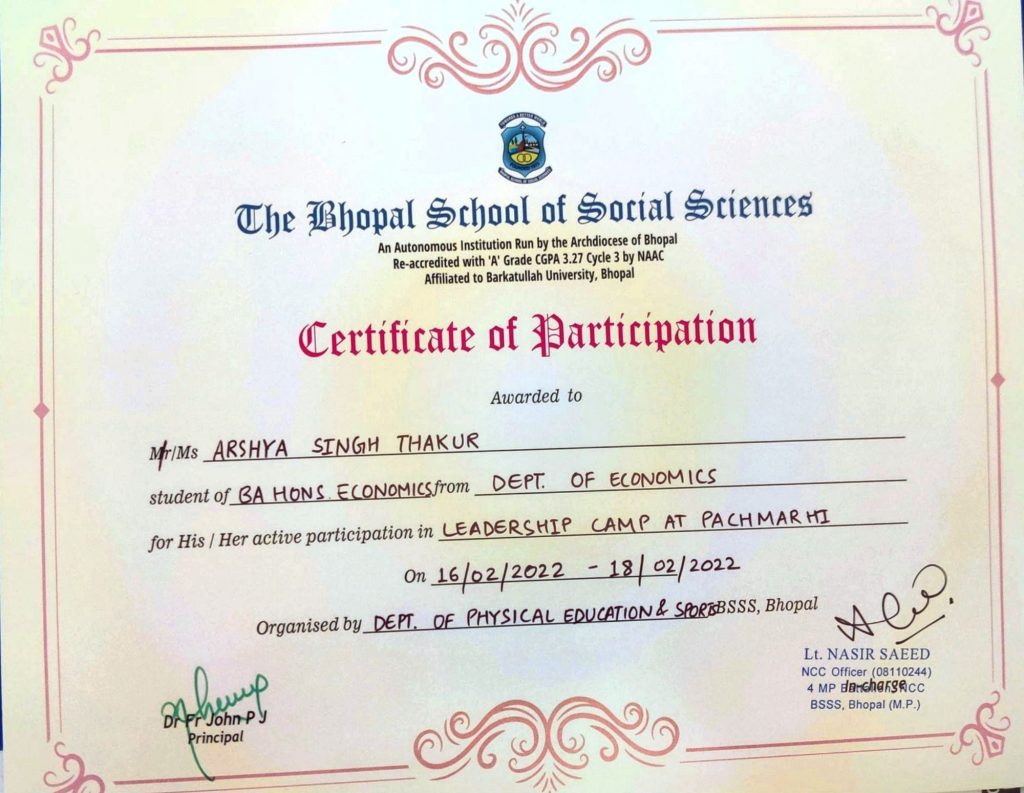 The Bhopal School of Social Sciences
An Autonomous Institution Run by the Archdiocese of Bhopal
Re-accredited with 'A' Grade CGPA 3.27 Cycle 3 by NAAC
Affiliated to Barkatullah University, Bhopal
Certificate of Participation
Awarded to
Mr/Ms ARSHYA SINGH THAKUR
student of BA HONS. ECONOMICS from DEPT. OF ECONOMICS
for His / Her active participation in LEADERSHIP CAMP AT PACHMARHI
On 16/02/2022 - 18/02/2022
Organised by DEPT. OF PHYSICAL EDUCATION & SPORTS BSSS, Bhopal
Lt. NASIR SAEED
NCC Officer (08110244)
4 MP Battalion NCC
In-charge
BSSS, Bhopal (M.P.)
Dr Fr John P J
Principal